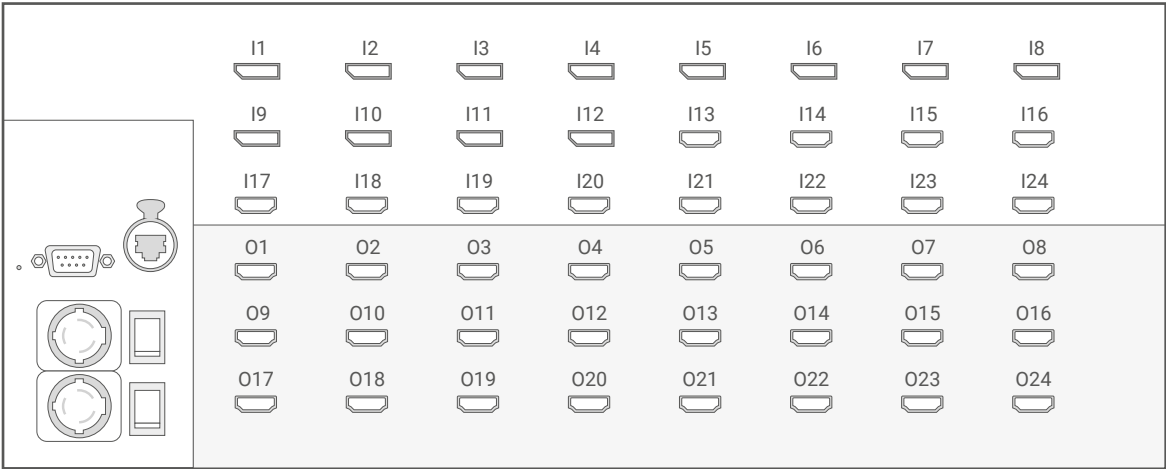 I1 I2 I3 I4 I5 I6 I7 I8
I9 I10 I11 I12 I13 I14 I15 I16
I17 I18 I19 I20 I21 I22 I23 I24
O1 O2 O3 O4 O5 O6 O7 O8
O9 O10 O11 O12 O13 O14 O15 O16
O17 O18 O19 O20 O21 O22 O23 O24